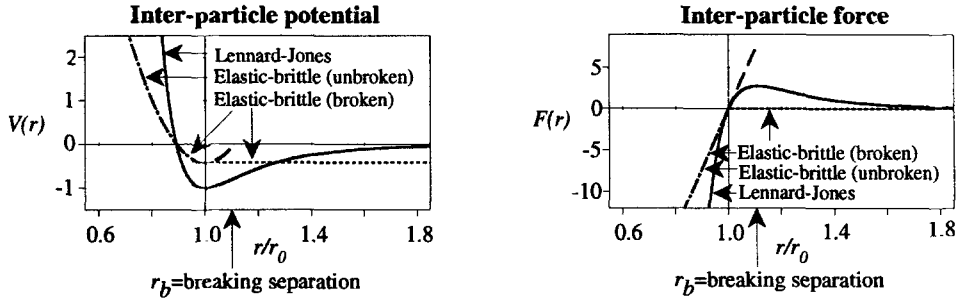 Inter-particle potential
2
Lennard-Jones
Elastic-brittle (unbroken)
Elastic-brittle (broken)
V(r)
0
-1
0.6
1.0
r/r0
1.4
1.8
rb=breaking separation
Inter-particle force
5
F(r)
0
-5
Elastic-brittle (broken)
Elastic-brittle (unbroken)
-10
Lennard-Jones
0.6
1.0
r/r0
1.4
1.8
rb=breaking separation